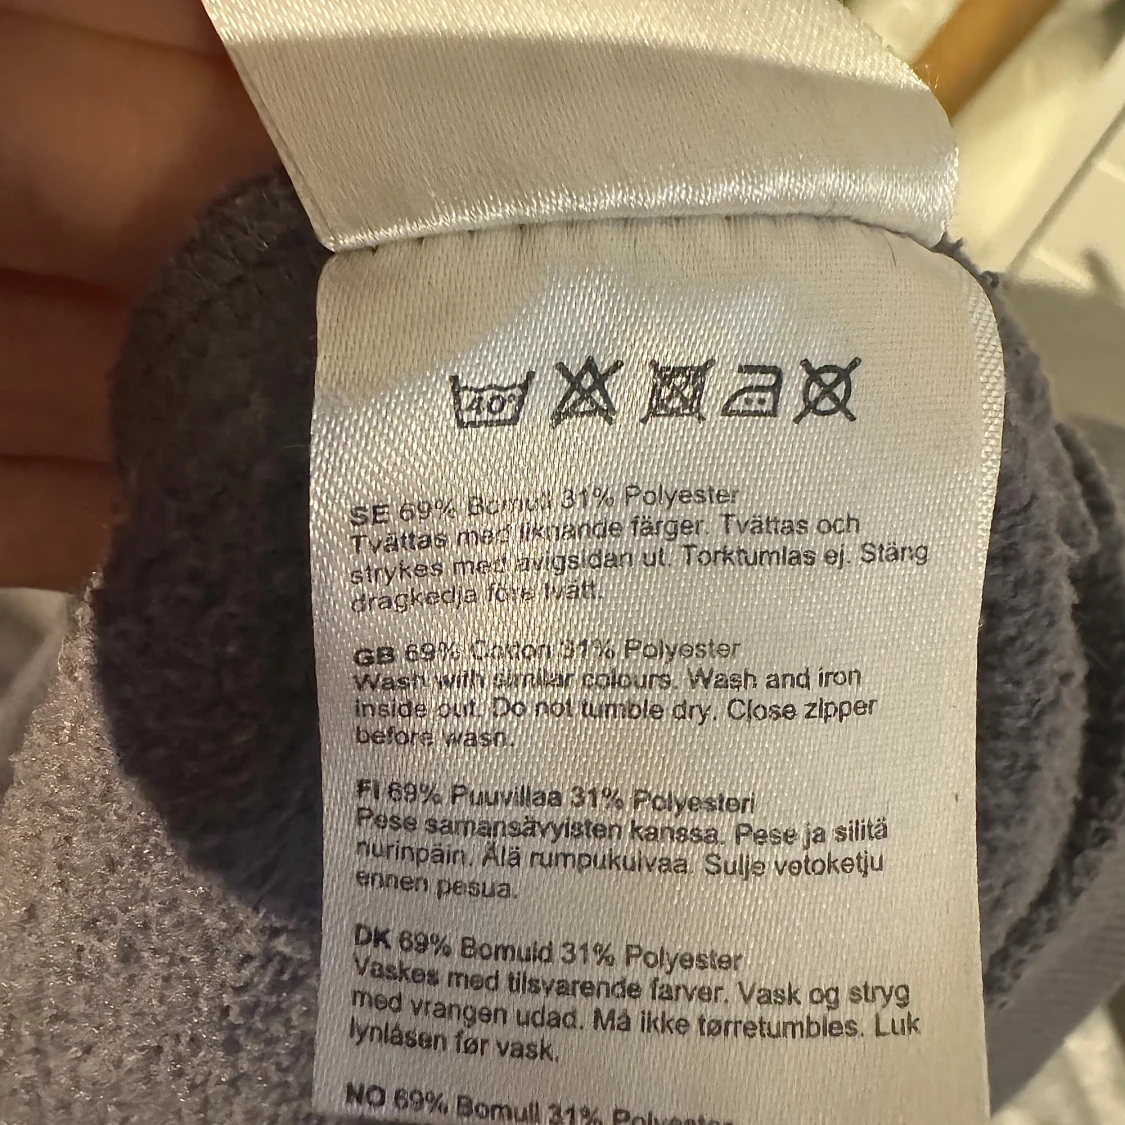 40°
SE 69% Bomull 31% Polyester
Tvättas med liknande färger. Tvättas och
strykes med avigsidan ut. Torktumlas ej. Stäng
dragkedja före tvätt.
GB 69% Cotton 31% Polyester
Wash with similar colours. Wash and iron
inside out. Do not tumble dry. Close zipper
before wash.
FI 69% Puuvillaa 31% Polyesteri
Pese samansävyisten kanssa. Pese ja silitä
nurinpäin. Älä rumpukuivaa. Sulje vetoketju
ennen pesua.
DK 69% Bomuld 31% Polyester
Vaskes med tilsvarende farver. Vask og stryg
med vrangen udad. Må ikke tørretumbles. Luk
lynlåsen før vask.
NO 69% Bomull 31% Polyester